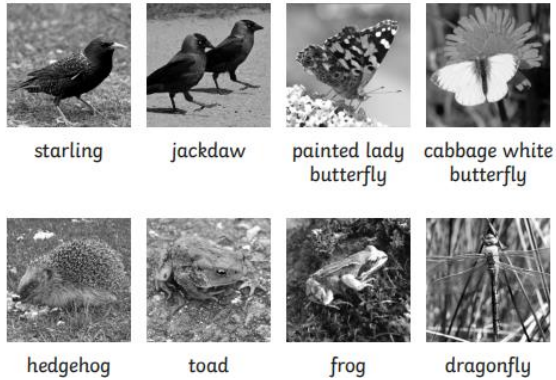 starling
jackdaw
painted lady
butterfly
cabbage white
butterfly
hedgehog
toad
frog
dragonfly